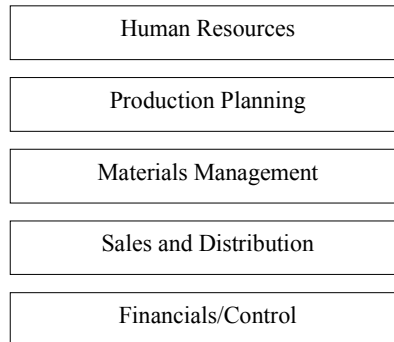 Human Resources
Production Planning
Materials Management
Sales and Distribution
Financials/Control